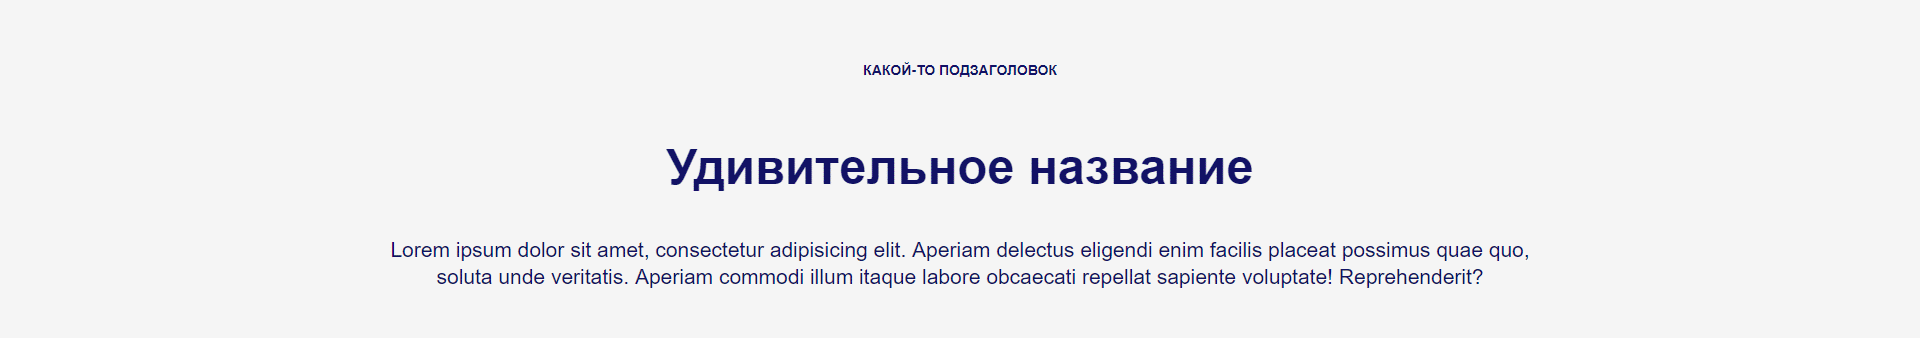 КАКОЙ-ТО ПОДЗАГОЛОВОК
Удивительное название
Lorem ipsum dolor sit amet, consectetur adipisicing elit. Aperiam delectus eligendi enim facilis placeat possimus quae quo,
soluta unde veritatis. Aperiam commodi illum itaque labore obcaecati repellat sapiente voluptate! Reprehenderit?